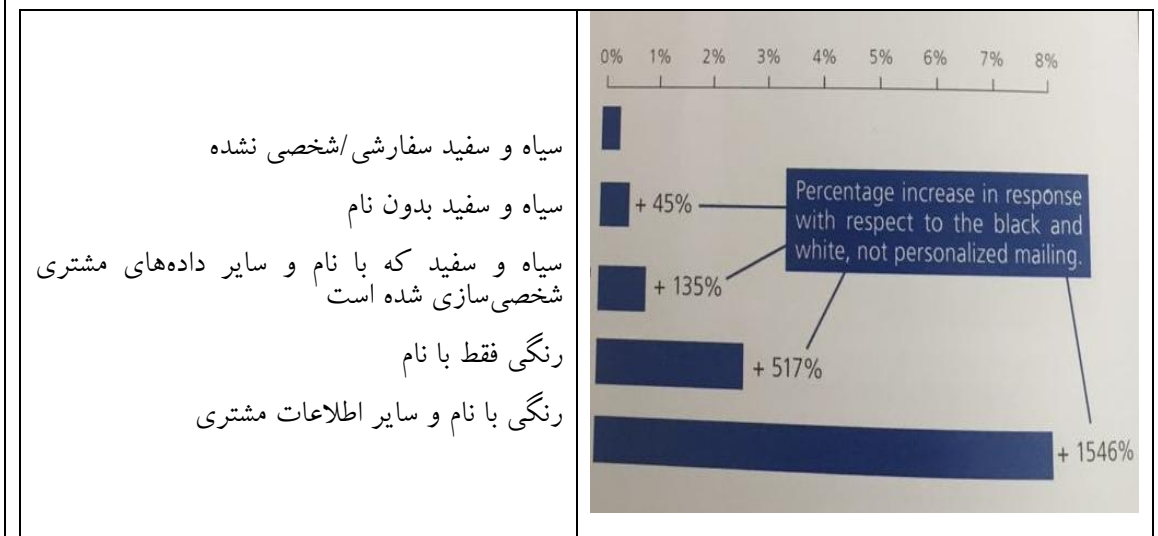 سیاه و سفید سفارشی/شخصی نشده
سیاه و سفید بدون نام
سیاه و سفید که با نام و سایر داده‌های مشتری
شخصی‌سازی شده است
رنگی فقط با نام
رنگی با نام و سایر اطلاعات مشتری
0% 1% 2% 3% 4% 5% 6% 7% 8%
+ 45%
Percentage increase in response
with respect to the black and
white, not personalized mailing.
+ 135%
+ 517%
+ 1546%